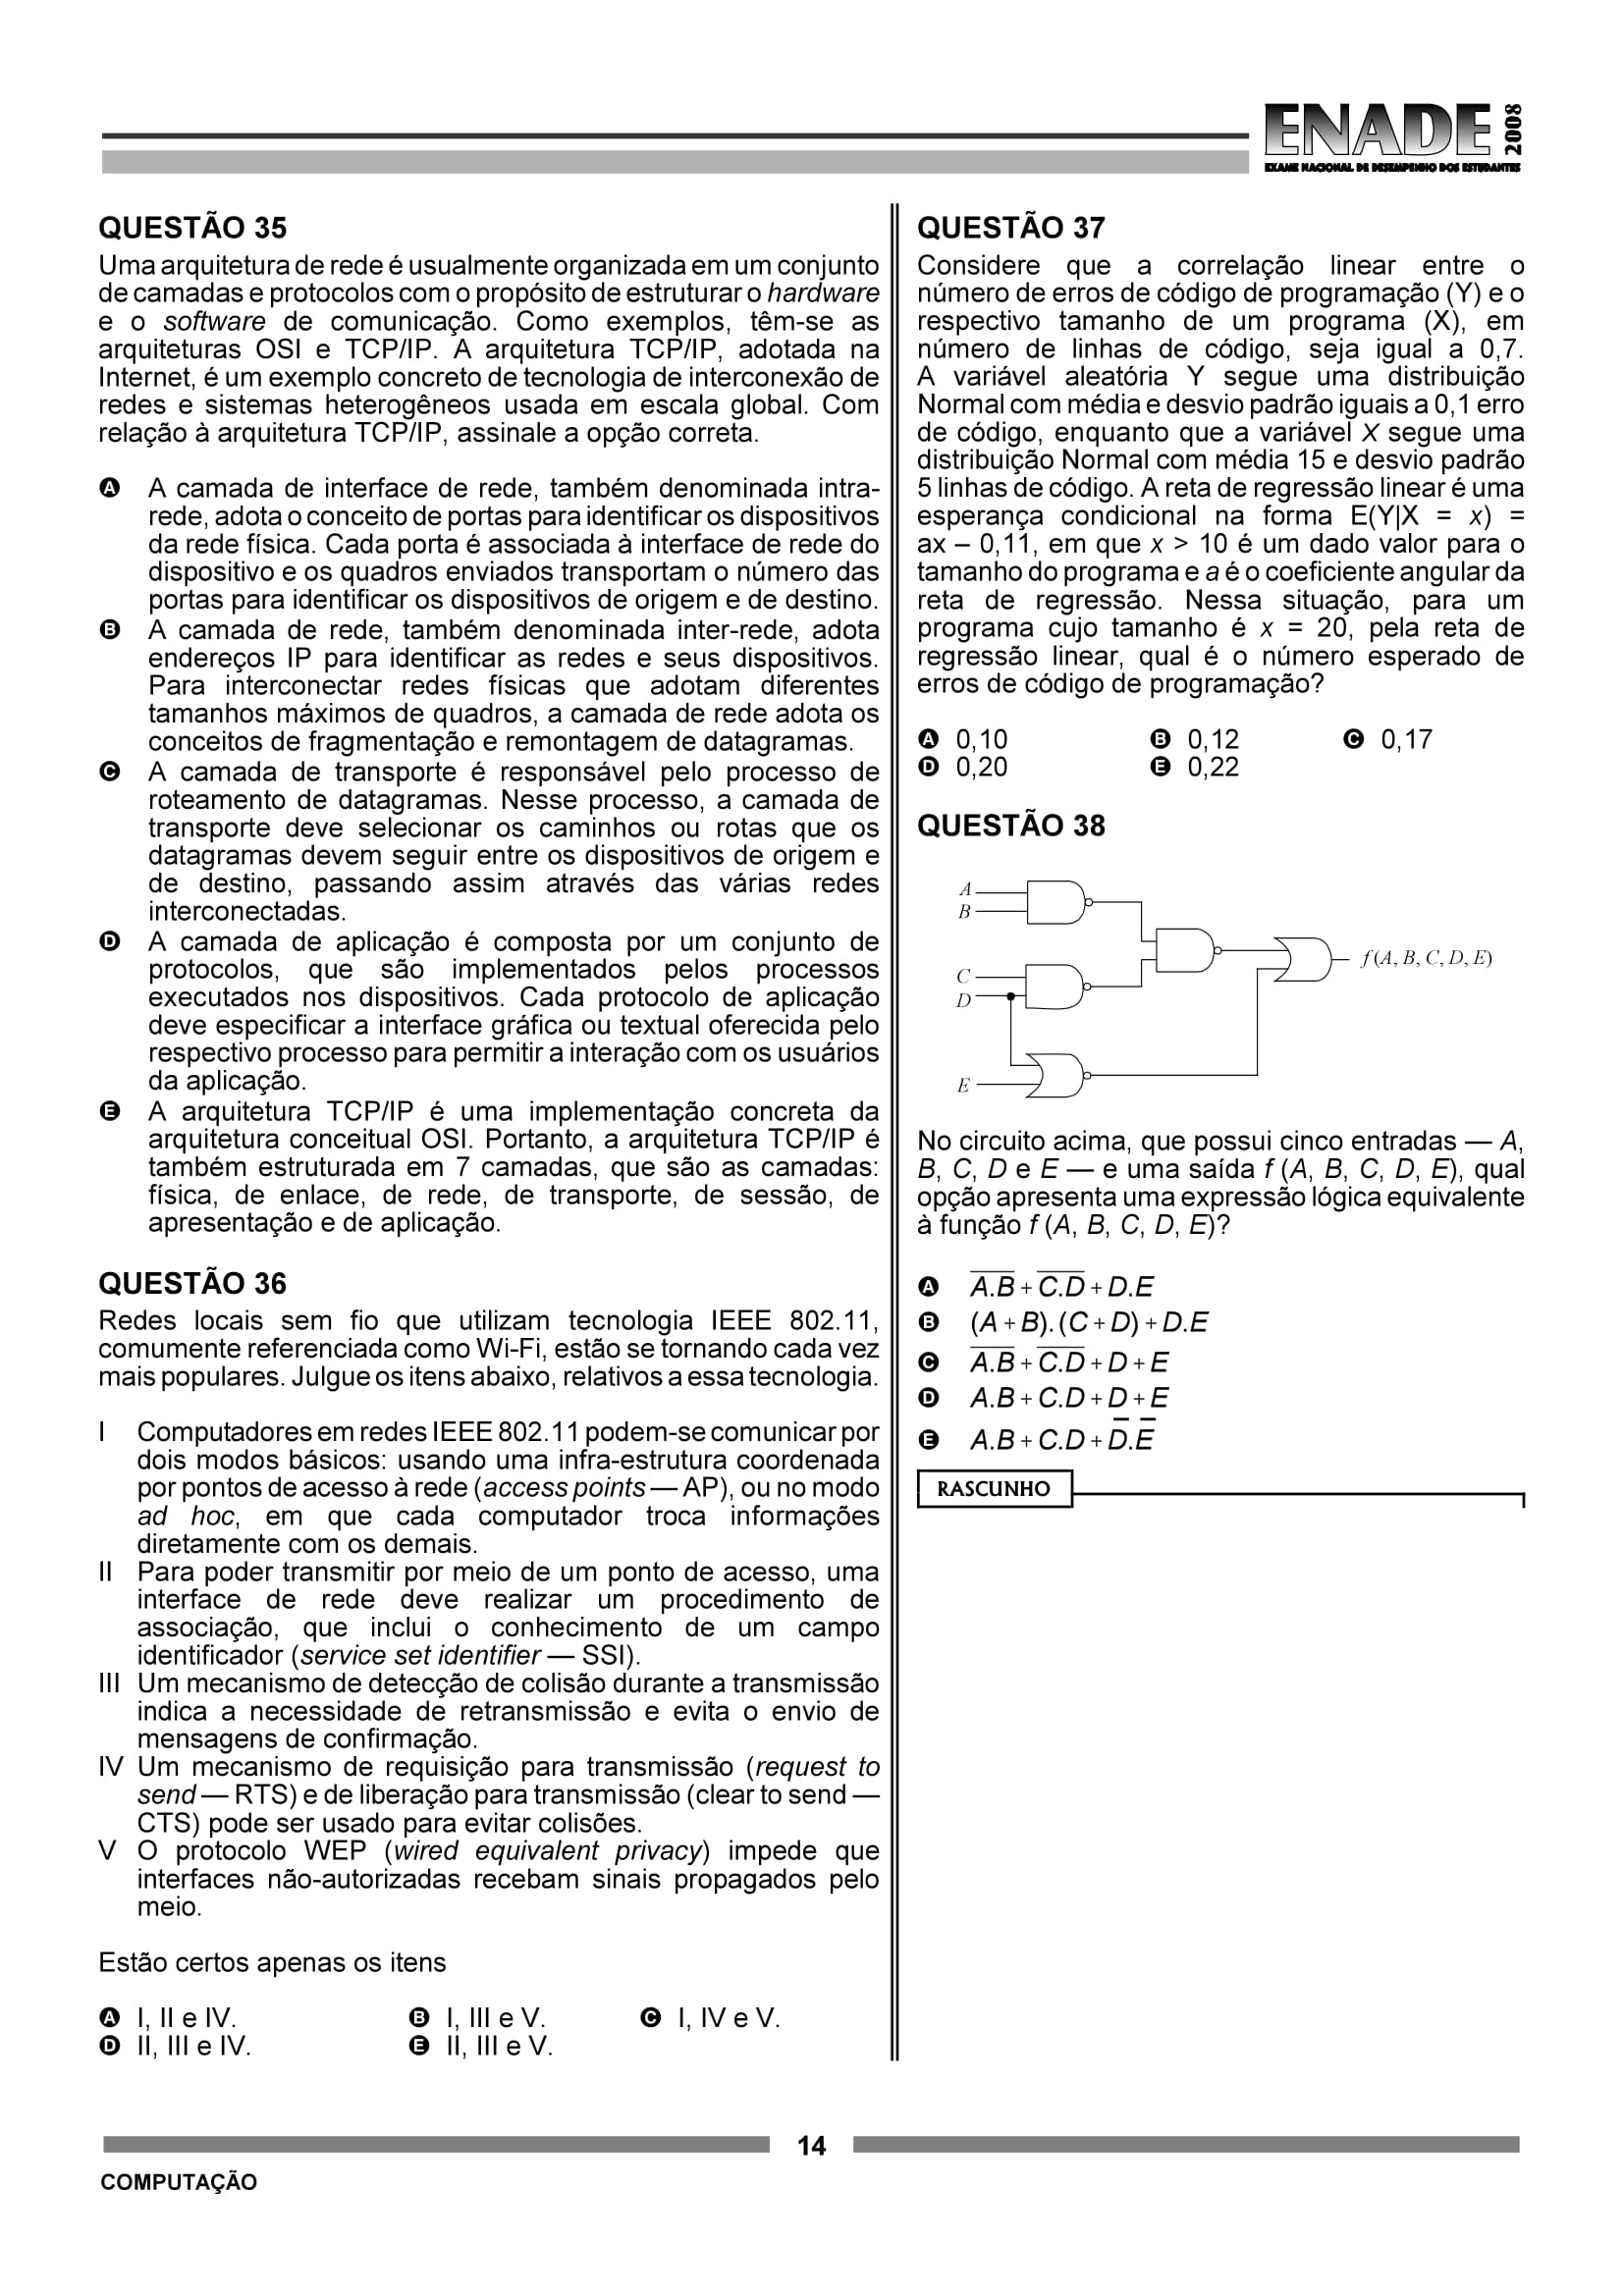 ENADE 2008
EXAME NACIONAL DE DESEMPENHO DOS ESTUDANTES
QUESTÃO 35
Uma arquitetura de rede é usualmente organizada em um conjunto
de camadas e protocolos com o propósito de estruturar o hardware
e o software de comunicação. Como exemplos, têm-se as
arquiteturas OSI e TCP/IP. A arquitetura TCP/IP, adotada na
Internet, é um exemplo concreto de tecnologia de interconexão de
redes e sistemas heterogêneos usada em escala global. Com
relação à arquitetura TCP/IP, assinale a opção correta.
A A camada de interface de rede, também denominada intra-
rede, adota o conceito de portas para identificar os dispositivos
da rede física. Cada porta é associada à interface de rede do
dispositivo e os quadros enviados transportam o número das
portas para identificar os dispositivos de origem e de destino.
B A camada de rede, também denominada inter-rede, adota
endereços IP para identificar as redes e seus dispositivos.
Para interconectar redes físicas que adotam diferentes
tamanhos máximos de quadros, a camada de rede adota os
conceitos de fragmentação e remontagem de datagramas.
C A camada de transporte é responsável pelo processo de
roteamento de datagramas. Nesse processo, a camada de
transporte deve selecionar os caminhos ou rotas que os
datagramas devem seguir entre os dispositivos de origem e
de destino, passando assim através das várias redes
interconectadas.
D A camada de aplicação é composta por um conjunto de
protocolos, que são implementados pelos processos
executados nos dispositivos. Cada protocolo de aplicação
deve especificar a interface gráfica ou textual oferecida pelo
respectivo processo para permitir a interação com os usuários
da aplicação.
E A arquitetura TCP/IP é uma implementação concreta da
arquitetura conceitual OSI. Portanto, a arquitetura TCP/IP é
também estruturada em 7 camadas, que são as camadas:
física, de enlace, de rede, de transporte, de sessão, de
apresentação e de aplicação.
QUESTÃO 36
Redes locais sem fio que utilizam tecnologia IEEE 802.11,
comumente referenciada como Wi-Fi, estão se tornando cada vez
mais populares. Julgue os itens abaixo, relativos a essa tecnologia.
I Computadores em redes IEEE 802.11 podem-se comunicar por
dois modos básicos: usando uma infra-estrutura coordenada
por pontos de acesso à rede (access points — AP), ou no modo
ad hoc, em que cada computador troca informações
diretamente com os demais.
II Para poder transmitir por meio de um ponto de acesso, uma
interface de rede deve realizar um procedimento de
associação, que inclui o conhecimento de um campo
identificador (service set identifier — SSI).
III Um mecanismo de detecção de colisão durante a transmissão
indica a necessidade de retransmissão e evita o envio de
mensagens de confirmação.
IV Um mecanismo de requisição para transmissão (request to
send — RTS) e de liberação para transmissão (clear to send —
CTS) pode ser usado para evitar colisões.
V O protocolo WEP (wired equivalent privacy) impede que
interfaces não-autorizadas recebam sinais propagados pelo
meio.
Estão certos apenas os itens
A I, II e IV. B I, III e V. C I, IV e V.
D II, III e IV. E II, III e V.
QUESTÃO 37
Considere que a correlação linear entre o
número de erros de código de programação (Y) e o
respectivo tamanho de um programa (X), em
número de linhas de código, seja igual a 0,7.
A variável aleatória Y segue uma distribuição
Normal com média e desvio padrão iguais a 0,1 erro
de código, enquanto que a variável X segue uma
distribuição Normal com média 15 e desvio padrão
5 linhas de código. A reta de regressão linear é uma
esperança condicional na forma E(Y|X = x) =
ax – 0,11, em que x > 10 é um dado valor para o
tamanho do programa e a é o coeficiente angular da
reta de regressão. Nessa situação, para um
programa cujo tamanho é x = 20, pela reta de
regressão linear, qual é o número esperado de
erros de código de programação?
A 0,10 B 0,12 C 0,17
D 0,20 E 0,22
QUESTÃO 38
A
B
C
D
E
f (A, B, C, D, E)
No circuito acima, que possui cinco entradas — A,
B, C, D e E — e uma saída f (A, B, C, D, E), qual
opção apresenta uma expressão lógica equivalente
à função f (A, B, C, D, E)?
A A̅.̅B̅ + C̅.̅D̅ + D.E
B (A + B).(C + D) + D.E
C A̅.̅B̅ + C̅.̅D̅ + D + E
D A.B + C.D + D + E
E A.B + C.D + D̅.E̅
RASCUNHO
14
COMPUTAÇÃO